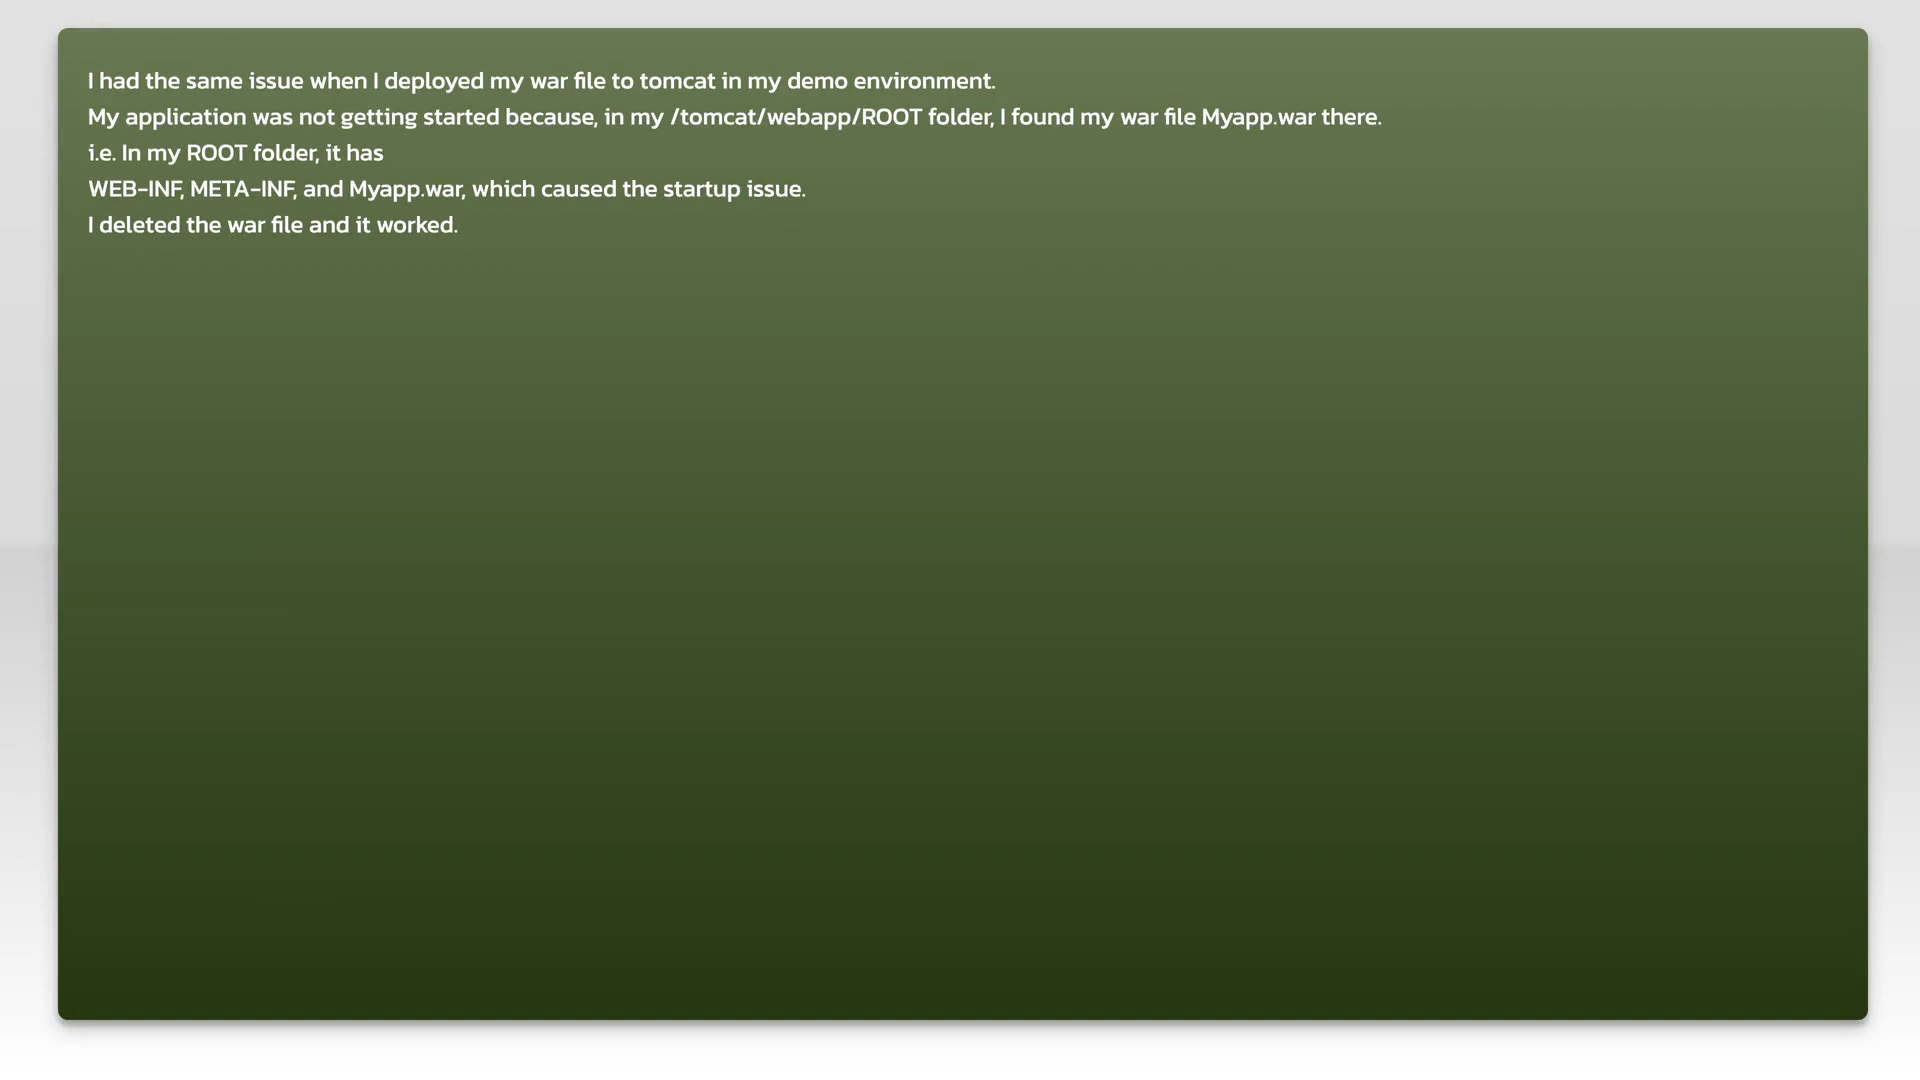 I had the same issue when I deployed my war file to tomcat in my demo environment.
My application was not getting started because, in my /tomcat/webapp/ROOT folder, I found my war file Myapp.war there.
i.e. In my ROOT folder, it has
WEB-INF, META-INF, and Myapp.war, which caused the startup issue.
I deleted the war file and it worked.